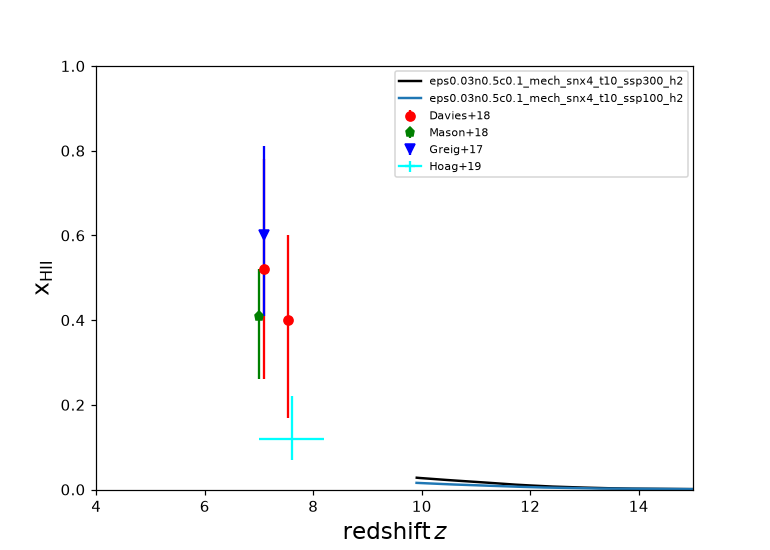 eps0.03n0.5c0.1_mech_snx4_t10_ssp300_h2
eps0.03n0.5c0.1_mech_snx4_t10_ssp100_h2
Davies+18
Mason+18
Greig+17
Hoag+19
1.0
0.8
0.6
0.4
0.2
0.0
xHII
4 6 8 10 12 14
redshift z